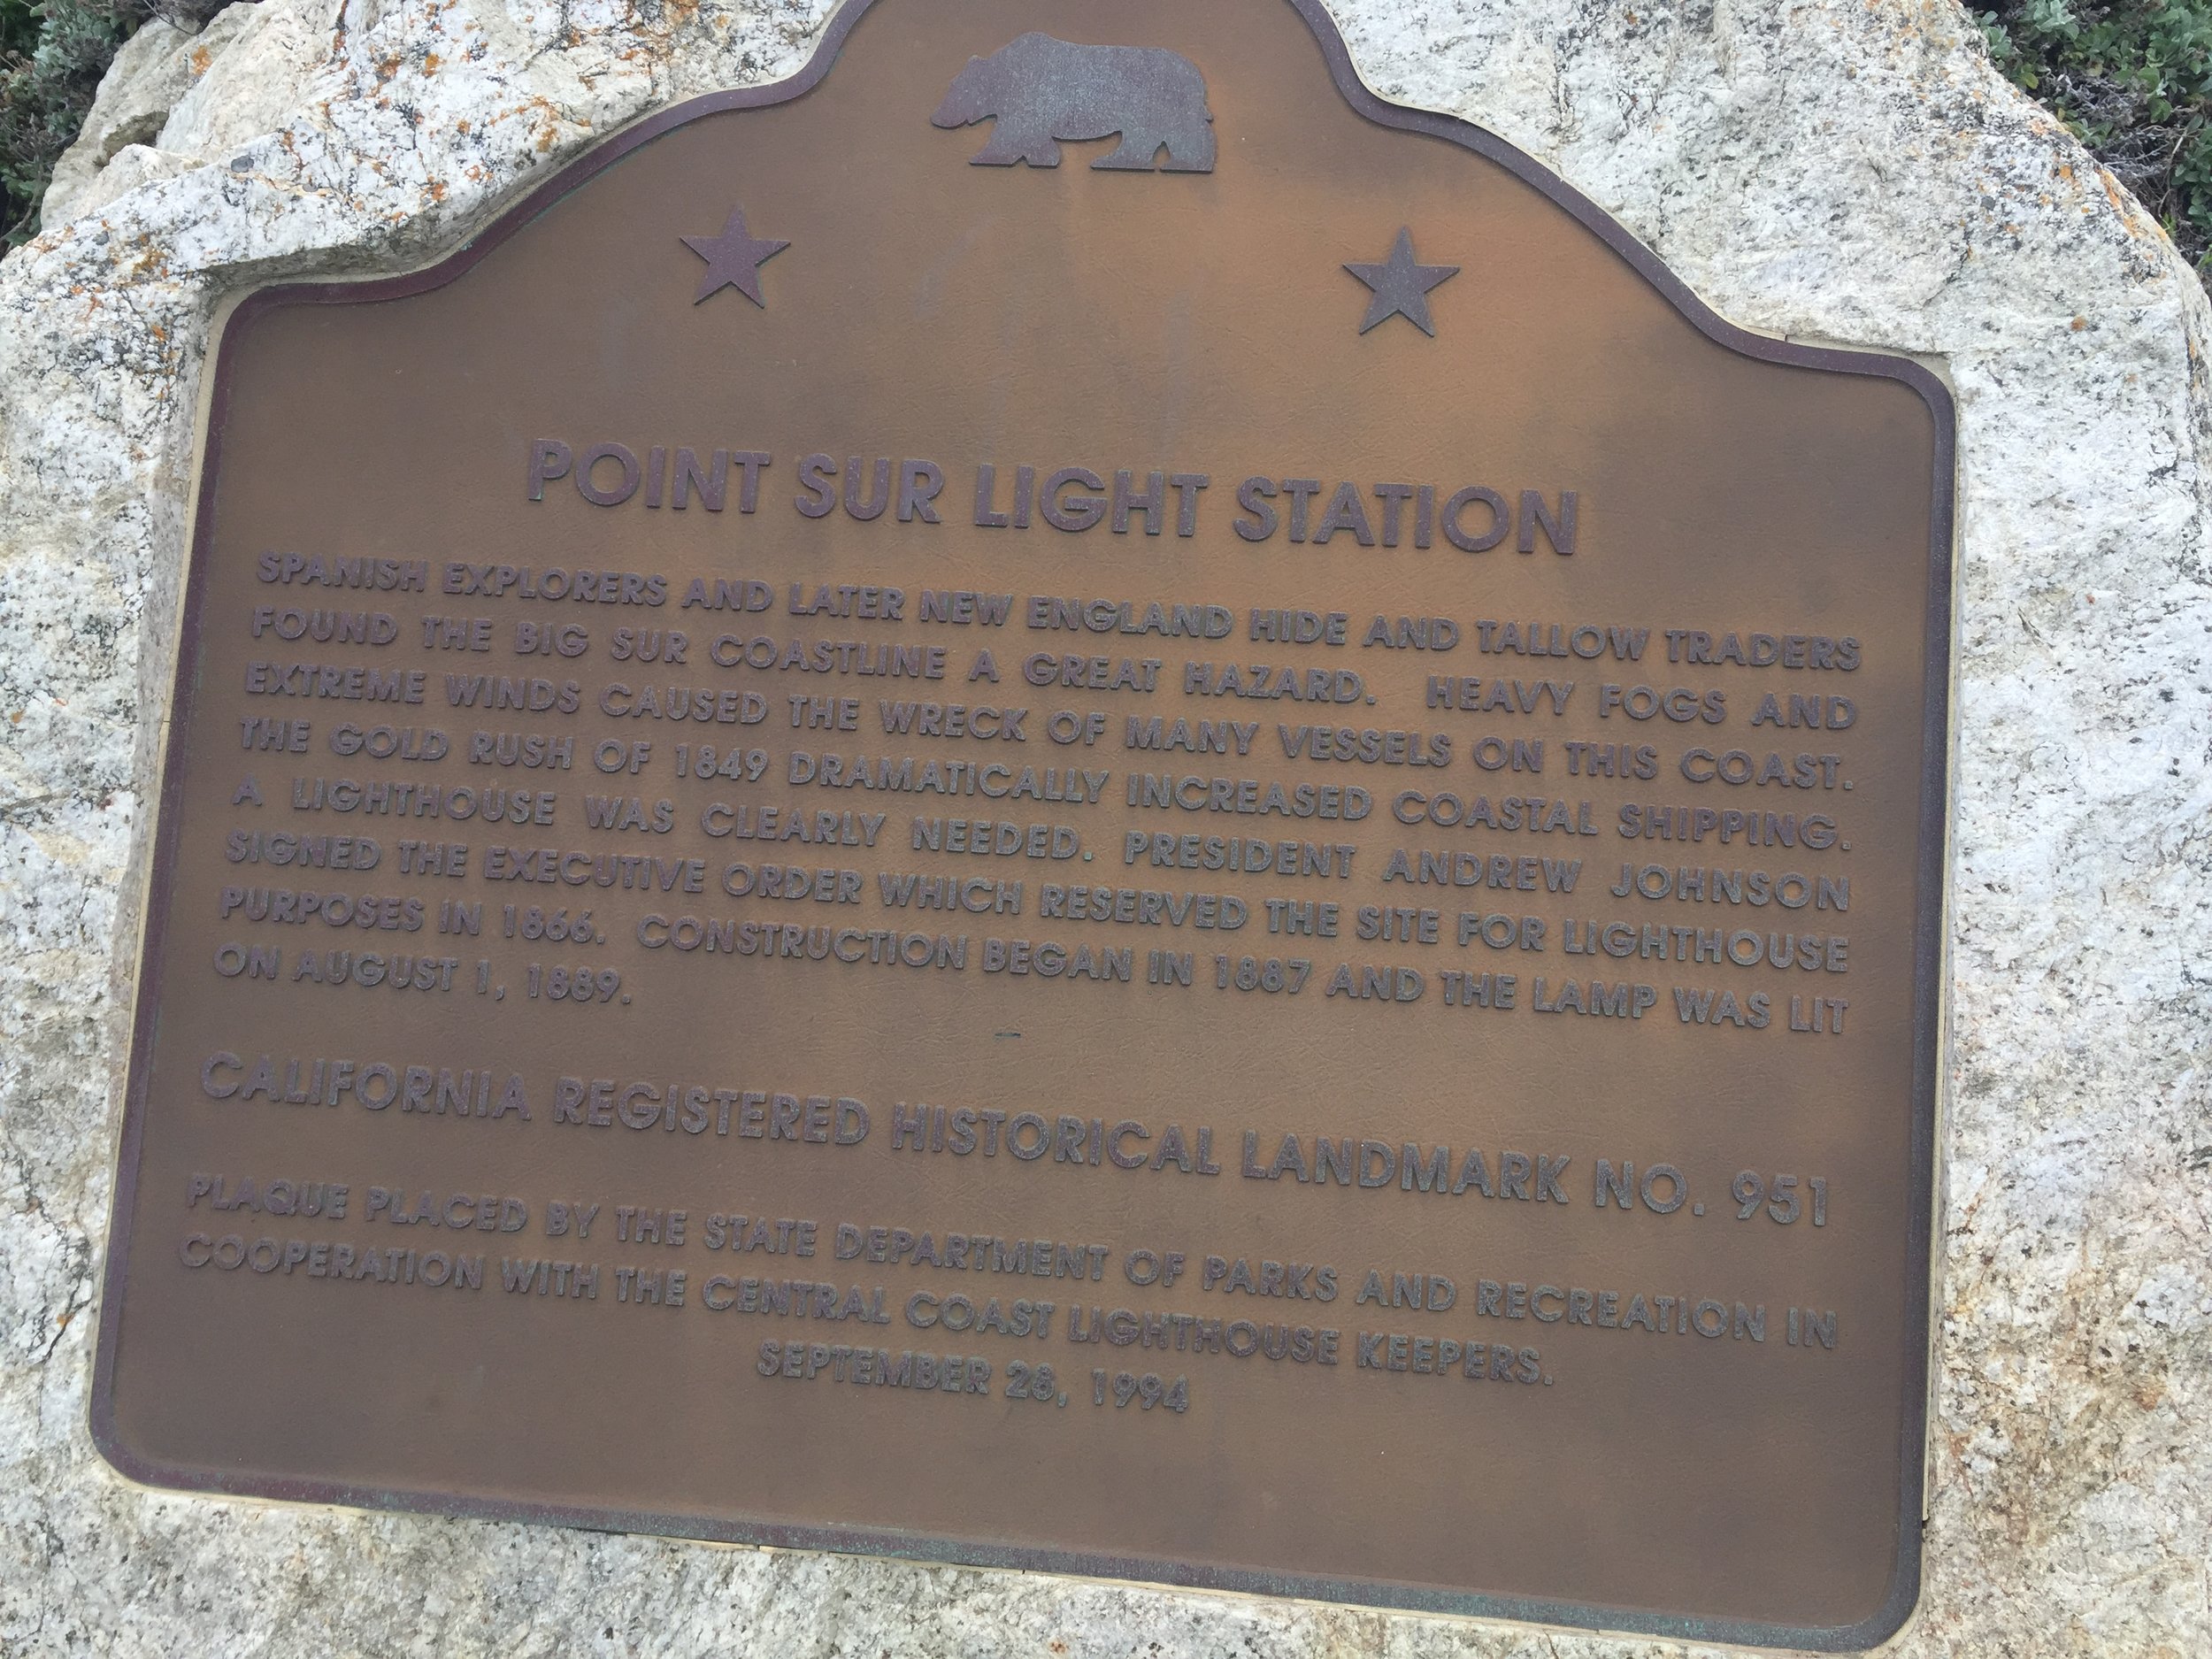 POINT SUR LIGHT STATION
SPANISH EXPLORERS AND LATER NEW ENGLAND HIDE AND TALLOW TRADERS
FOUND THE BIG SUR COASTLINE A GREAT HAZARD. HEAVY FOGS AND
EXTREME WINDS CAUSED THE WRECK OF MANY VESSELS ON THIS COAST.
THE GOLD RUSH OF 1849 DRAMATICALLY INCREASED COASTAL SHIPPING.
A LIGHTHOUSE WAS CLEARLY NEEDED. PRESIDENT ANDREW JOHNSON
SIGNED THE EXECUTIVE ORDER WHICH RESERVED THE SITE FOR LIGHTHOUSE
PURPOSES IN 1866. CONSTRUCTION BEGAN IN 1887 AND THE LAMP WAS LIT
ON AUGUST 1, 1889.
CALIFORNIA REGISTERED HISTORICAL LANDMARK NO. 951
PLAQUE PLACED BY THE STATE DEPARTMENT OF PARKS AND RECREATION IN
COOPERATION WITH THE CENTRAL COAST LIGHTHOUSE KEEPERS.
SEPTEMBER 28, 1994